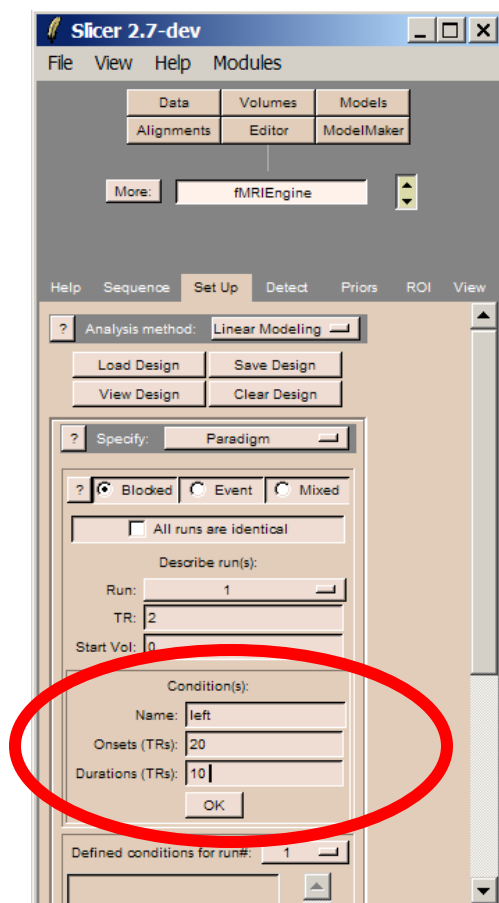 Slicer 2.7-dev
File View Help Modules
Data Volumes Models
Alignments Editor ModelMaker
More: fMRIEngine
Help Sequence Set Up Detect Priors ROI View
? Analysis method: Linear Modeling
Load Design Save Design
View Design Clear Design
? Specify: Paradigm
? Blocked Event Mixed
All runs are identical
Describe run(s):
Run: 1
TR: 2
Start Vol: 0
Condition(s):
Name: left
Onsets (TRs): 20
Durations (TRs): 10
OK
Defined conditions for run#: 1